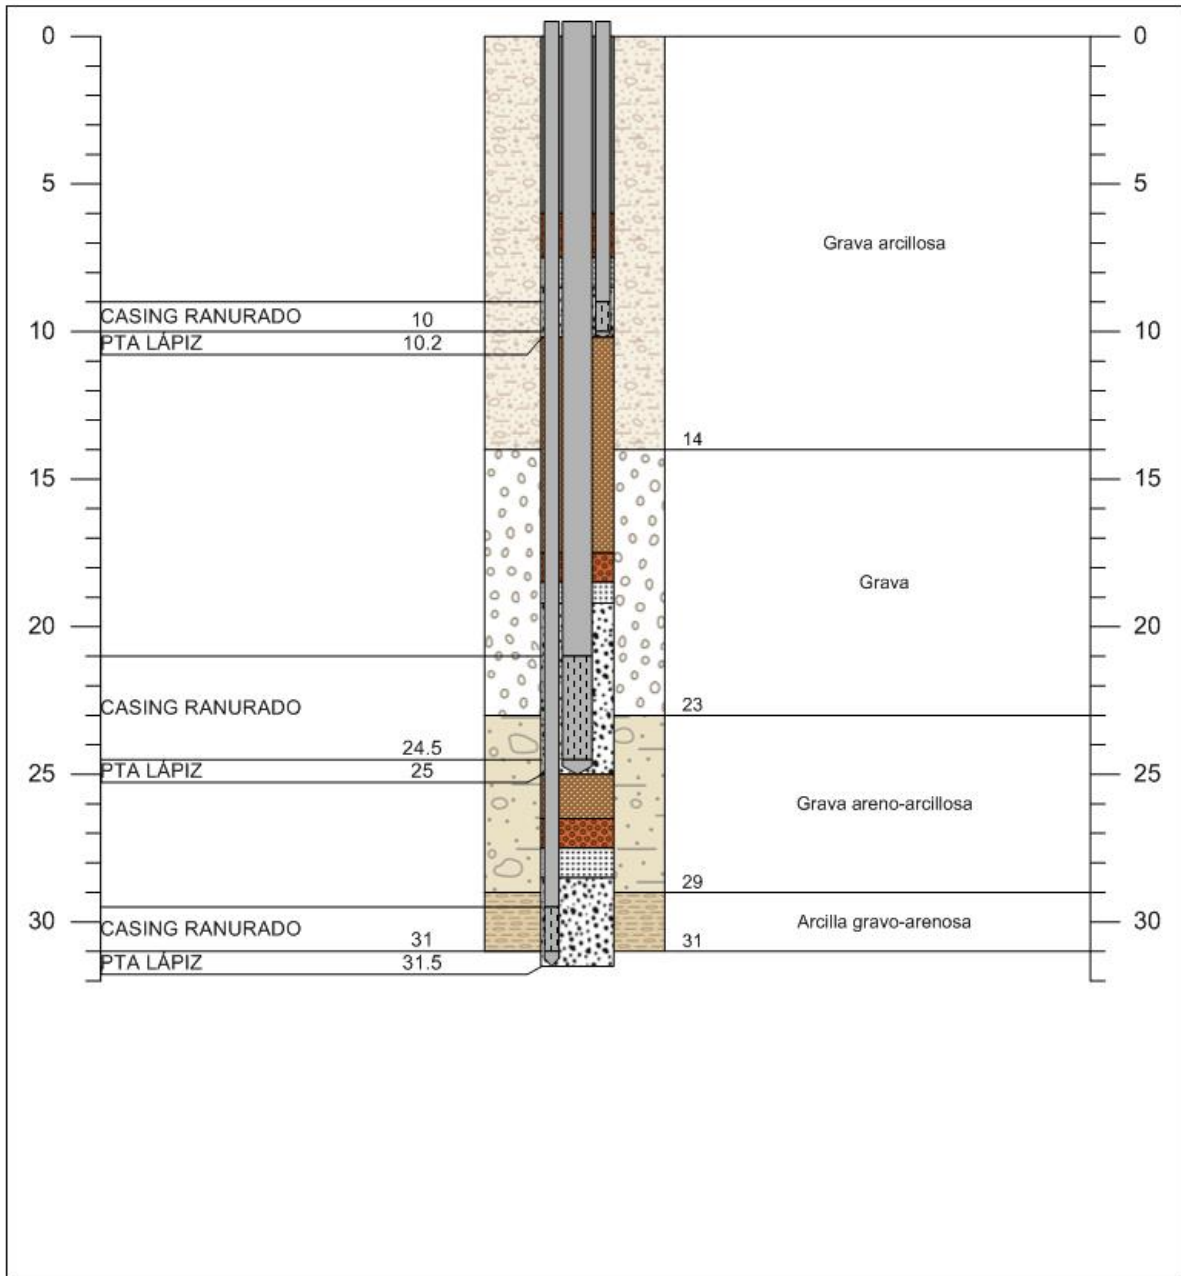 0
0
5
5
Grava arcillosa
CASING RANURADO 10
10
10
PTA LÁPIZ 10.2
14
15
15
Grava
20
20
CASING RANURADO
23
24.5
PTA LÁPIZ 25
25
25
Grava areno-arcillosa
29
30
30
CASING RANURADO 31
Arcilla gravo-arenosa
31
PTA LÁPIZ 31.5